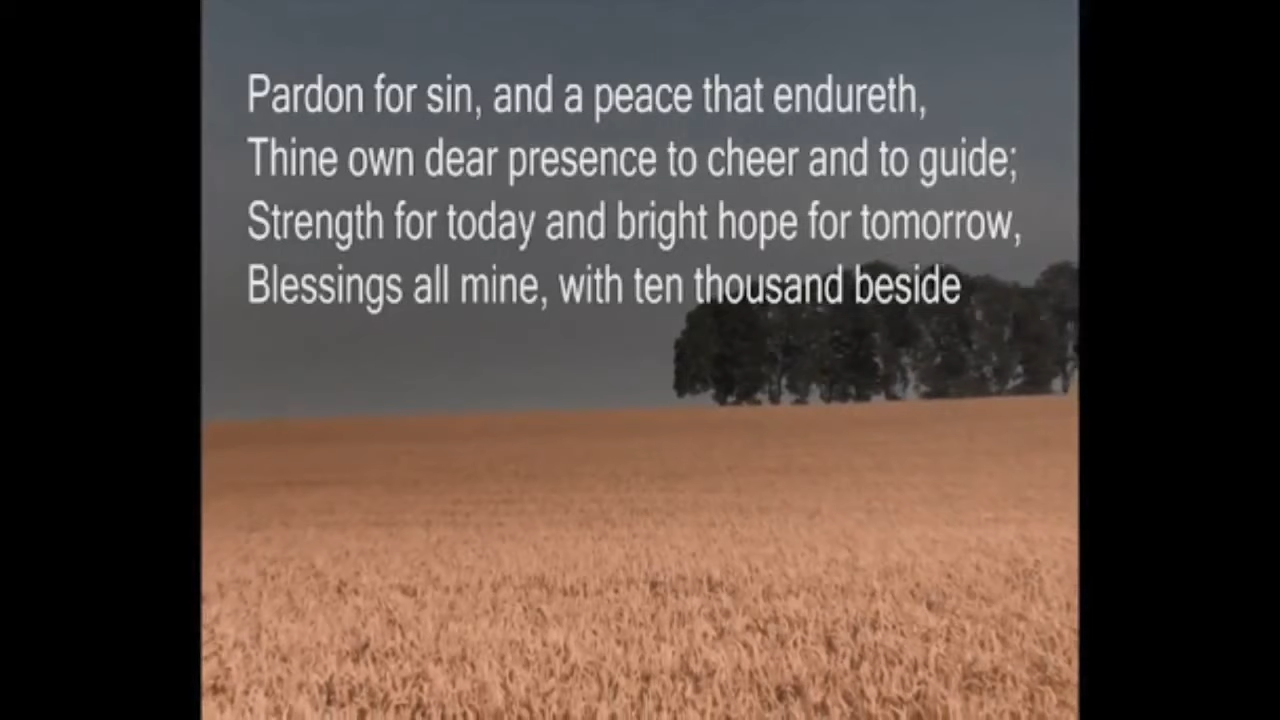 Pardon for sin, and a peace that endureth,
Thine own dear presence to cheer and to guide;
Strength for today and bright hope for tomorrow,
Blessings all mine, with ten thousand beside